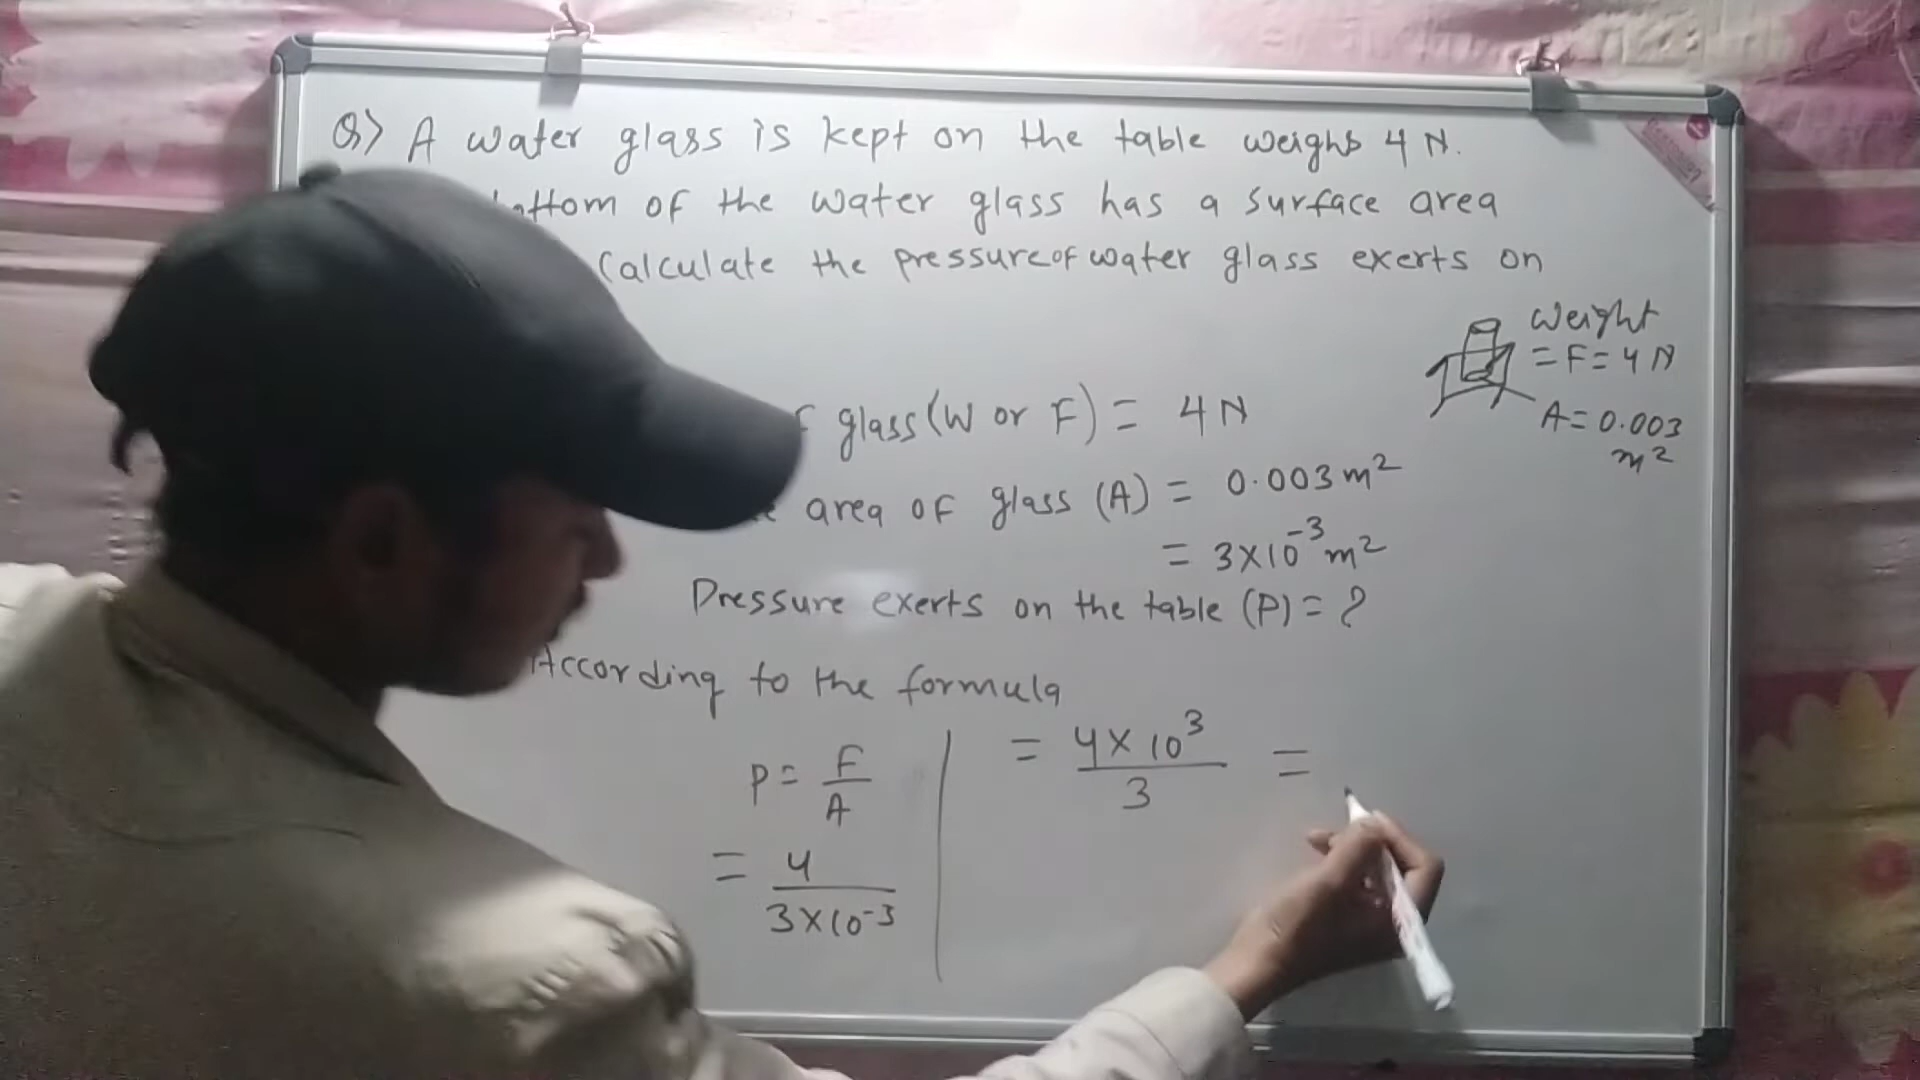 Q> A water glass is kept on the table weighs 4 N.
of the water glass has a surface area
Calculate the pressure of water glass exerts on
Weight
= F = 4 N
A = 0.003
m²
glass (W or F) = 4 N
area of glass (A) = 0.003 m²
= 3×10⁻³ m²
Pressure exerts on the table (P) = ?
According to the formula
P = F/A
= 4/3×10⁻³
= 4×10³/3 =